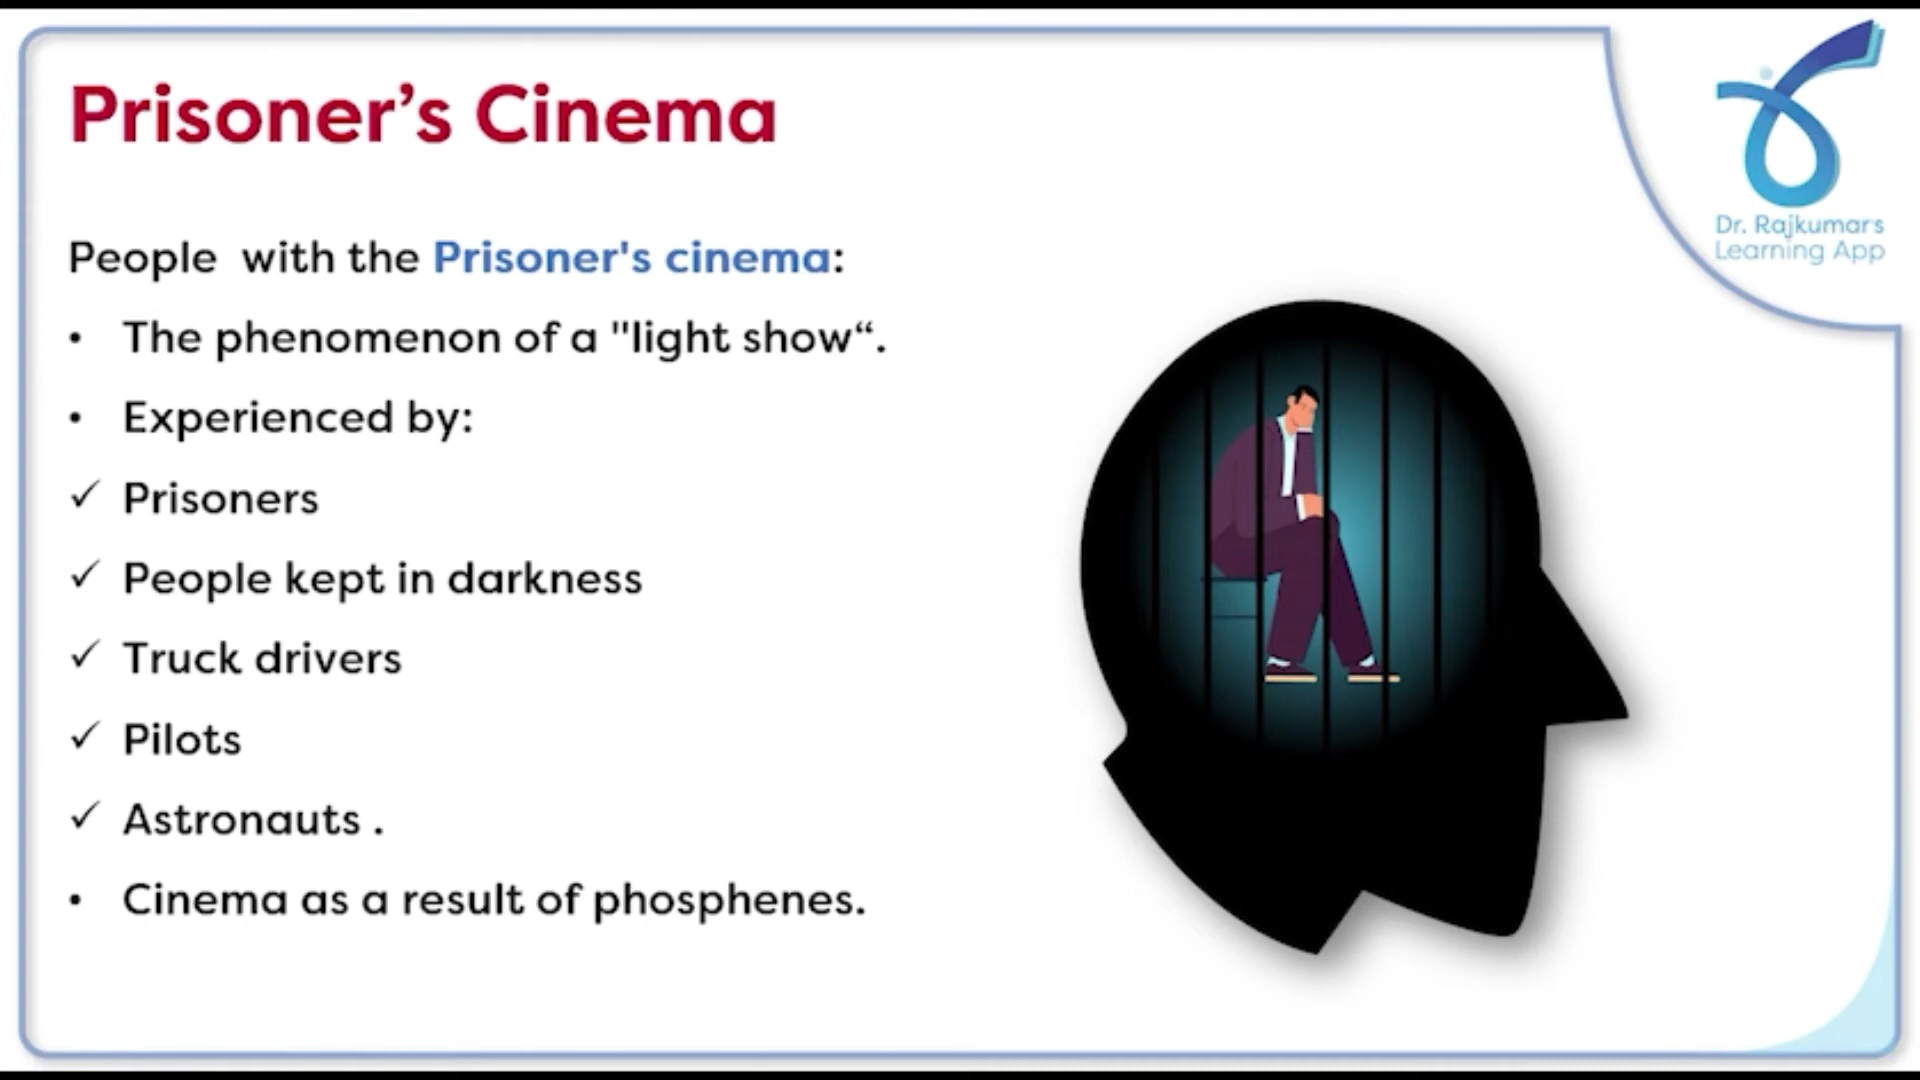 Prisoner’s Cinema
Dr. Rajkumar's
Learning App
People with the Prisoner's cinema:
• The phenomenon of a "light show“.
• Experienced by:
✓ Prisoners
✓ People kept in darkness
✓ Truck drivers
✓ Pilots
✓ Astronauts .
• Cinema as a result of phosphenes.